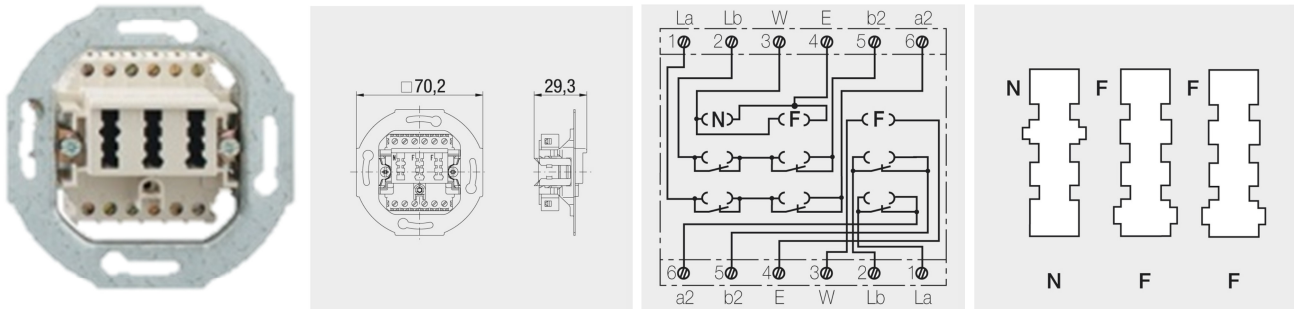 □ 70,2
29,3
N F F
La Lb W E b2 a2
1 2 3 4 5 6
N F F
6 5 4 3 2 1
a2 b2 E W Lb La
N F F
N F F